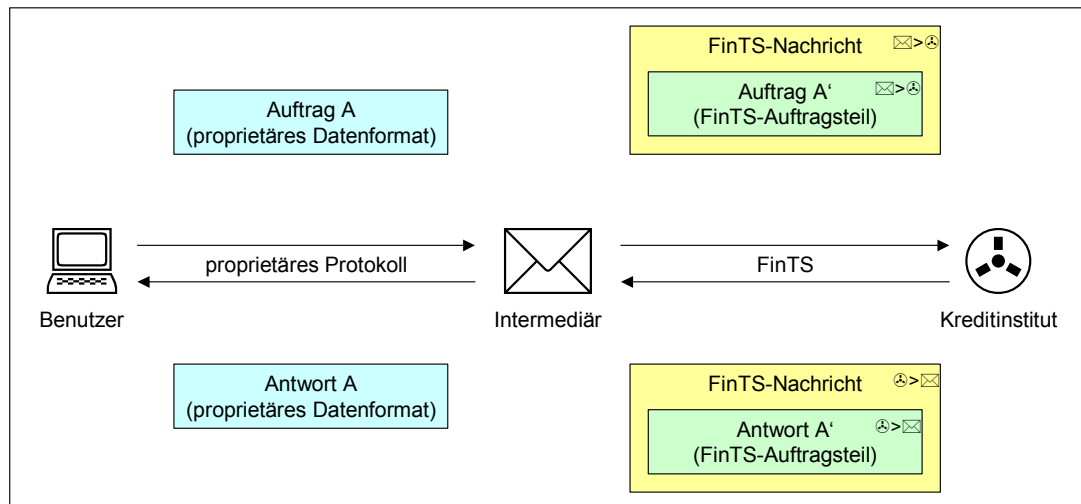 FinTS-Nachricht
>
Auftrag A
(proprietäres Datenformat)
Auftrag A‘
>
(FinTS-Auftragsteil)
proprietäres Protokoll
FinTS
Benutzer
Intermediär
Kreditinstitut
Antwort A
(proprietäres Datenformat)
FinTS-Nachricht
>
Antwort A‘
>
(FinTS-Auftragsteil)